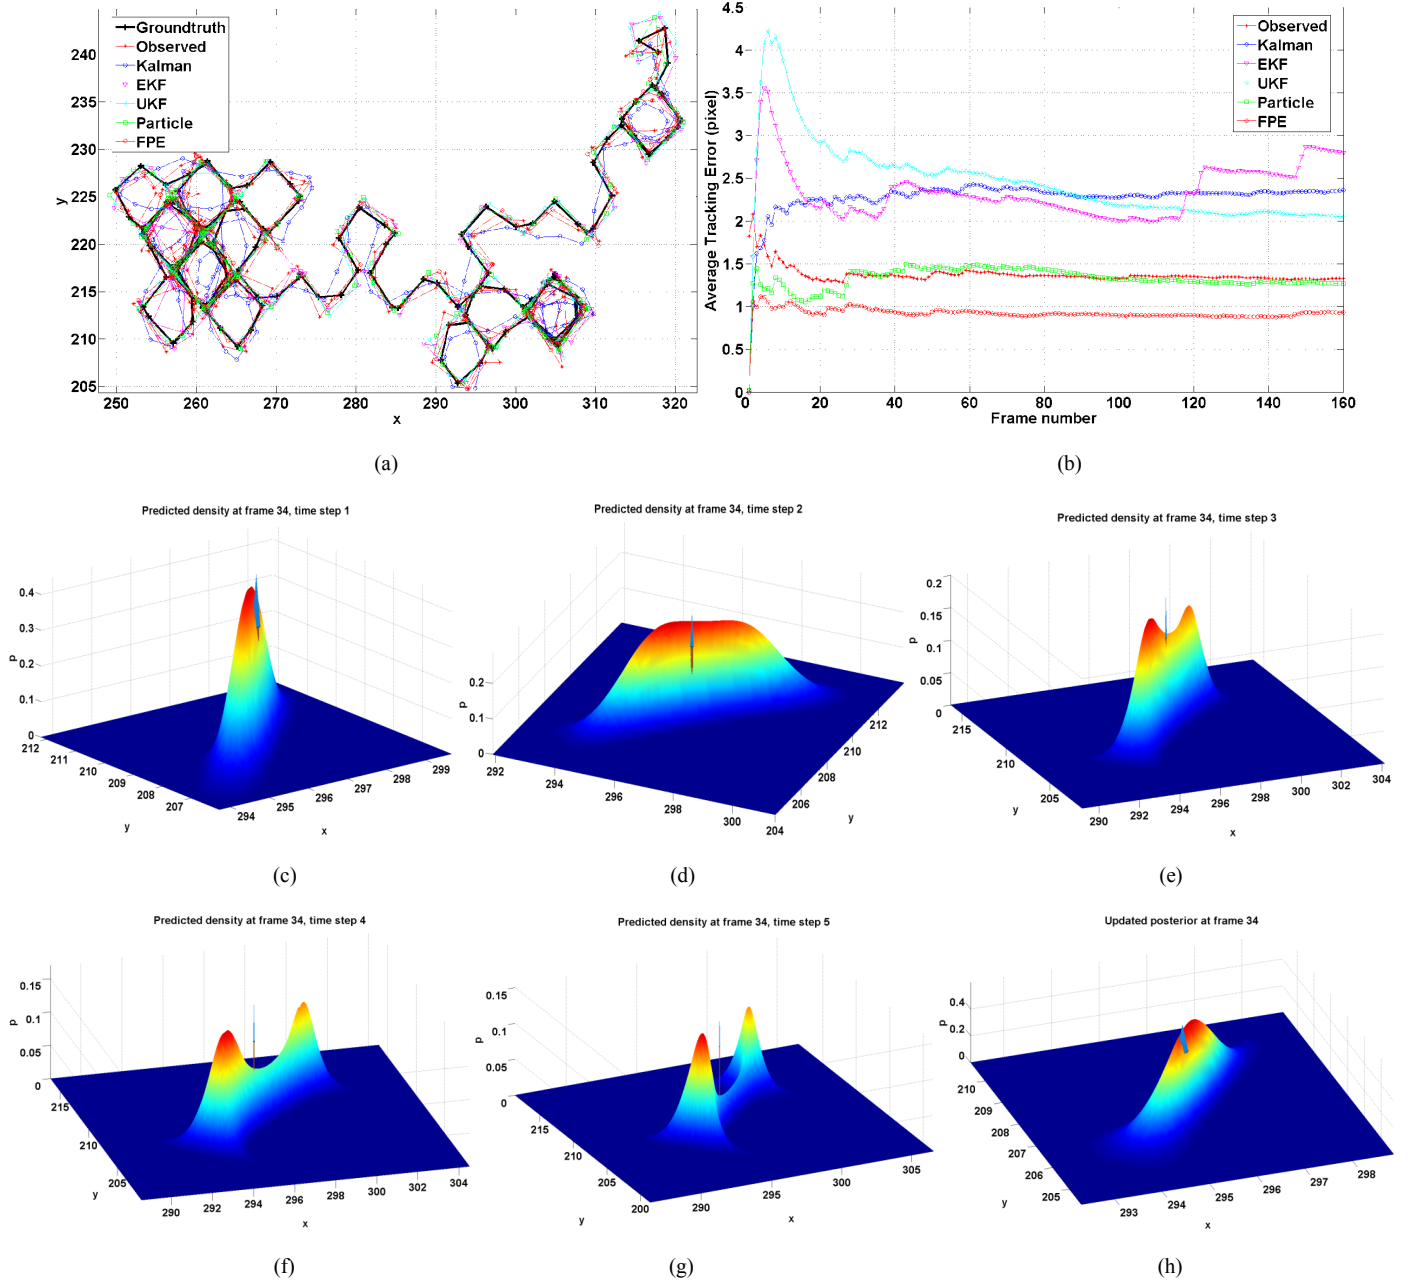 Groundtruth
Observed
Kalman
EKF
UKF
Particle
FPE
240
235
230
225
220
215
210
205
y
250 260 270 280 290 300 310 320
x
(a)
Observed
Kalman
EKF
UKF
Particle
FPE
4.5
4
3.5
3
2.5
2
1.5
1
0.5
0
Average Tracking Error (pixel)
0 20 40 60 80 100 120 140 160
Frame number
(b)
Predicted density at frame 34, time step 1
0.4
0.3
0.2
0.1
0
p
212 211 210 209 208 207
y
294 295 296 297 298 299
x
(c)
Predicted density at frame 34, time step 2
0.2
0.1
0
p
292 294 296 298 300
204 206 208 210 212
y
(d)
Predicted density at frame 34, time step 3
0.2
0.15
0.1
0.05
0
p
215 210 205
y
290 292 294 296 298 300 302 304
x
(e)
Predicted density at frame 34, time step 4
0.15
0.1
0.05
0
p
215 210 205
y
290 292 294 296 298 300 302 304
x
(f)
Predicted density at frame 34, time step 5
0.15
0.1
0.05
0
p
215 210 205 200
y
290 295 300 305
x
(g)
Updated posterior at frame 34
0.4
0.2
0
p
210 209 208 207 206 205
y
293 294 295 296 297 298
x
(h)